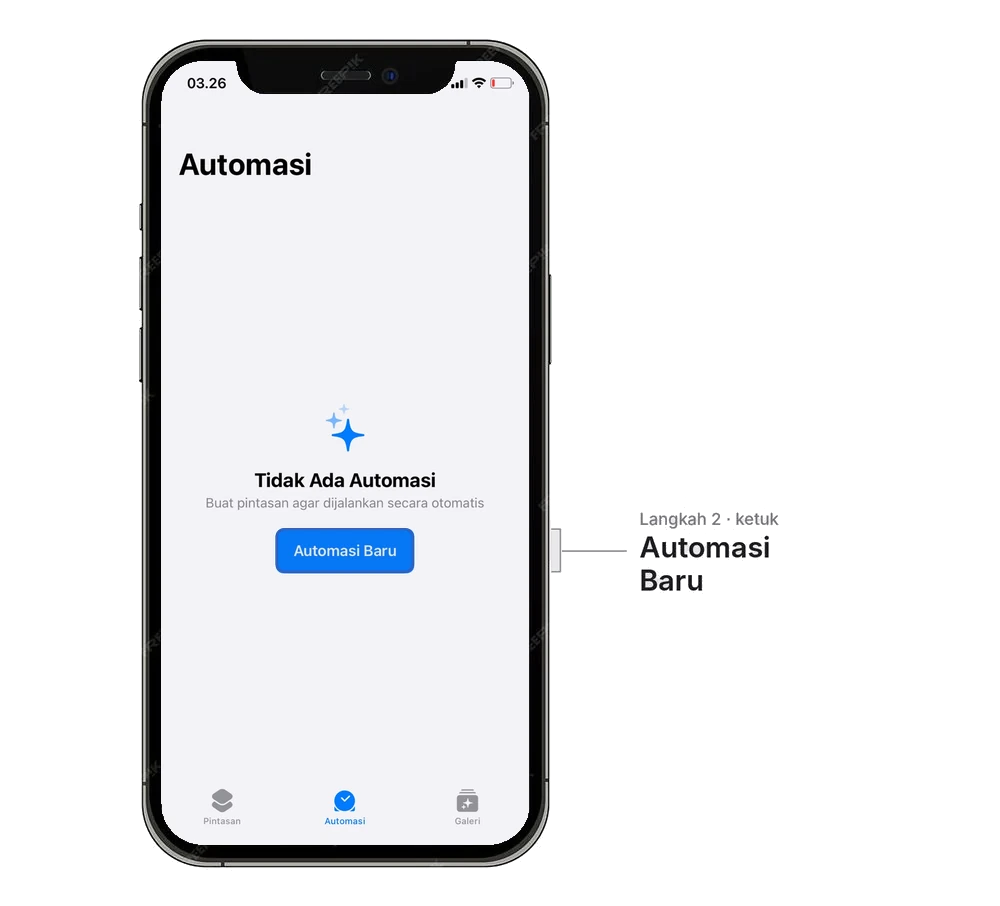 03.26
Automasi
Tidak Ada Automasi
Buat pintasan agar dijalankan secara otomatis
Automasi Baru
Langkah 2 · ketuk
Automasi
Baru
Pintasan
Automasi
Galeri